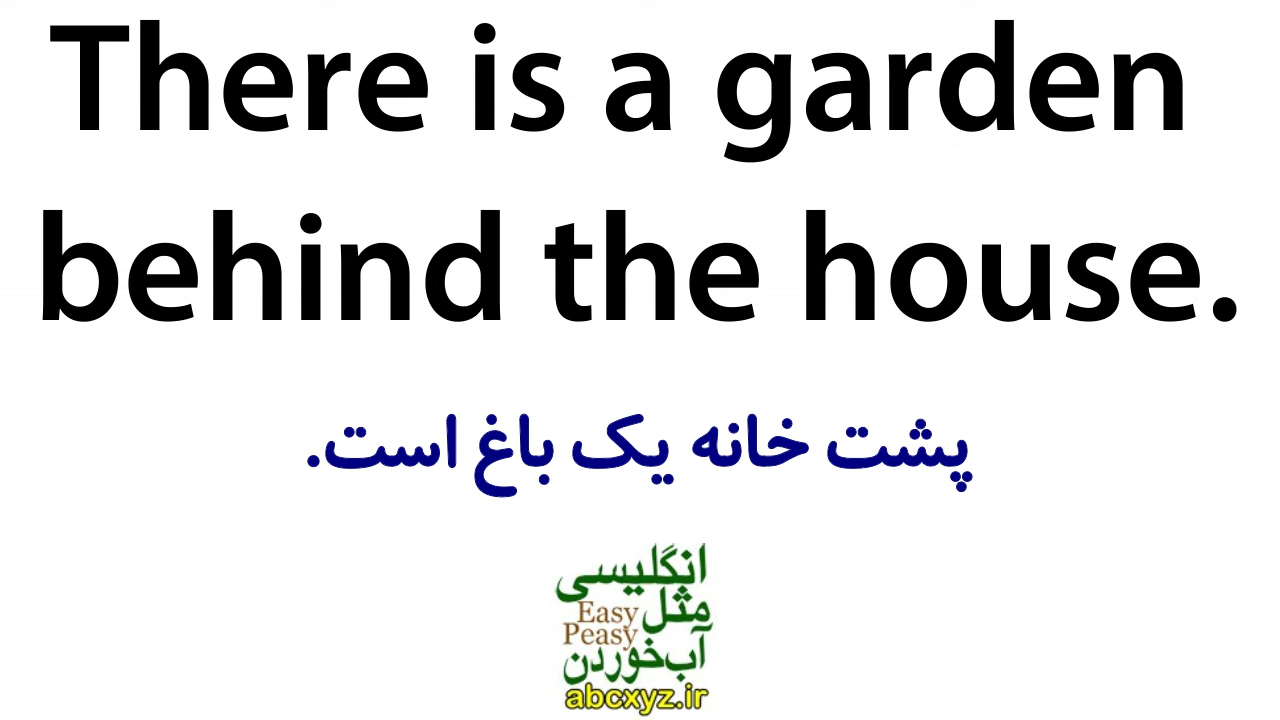 There is a garden
behind the house.
پشت خانه یک باغ است.
انگلیسی
مثل Easy
Peasy
آب‌خوردن
abcxyz.ir